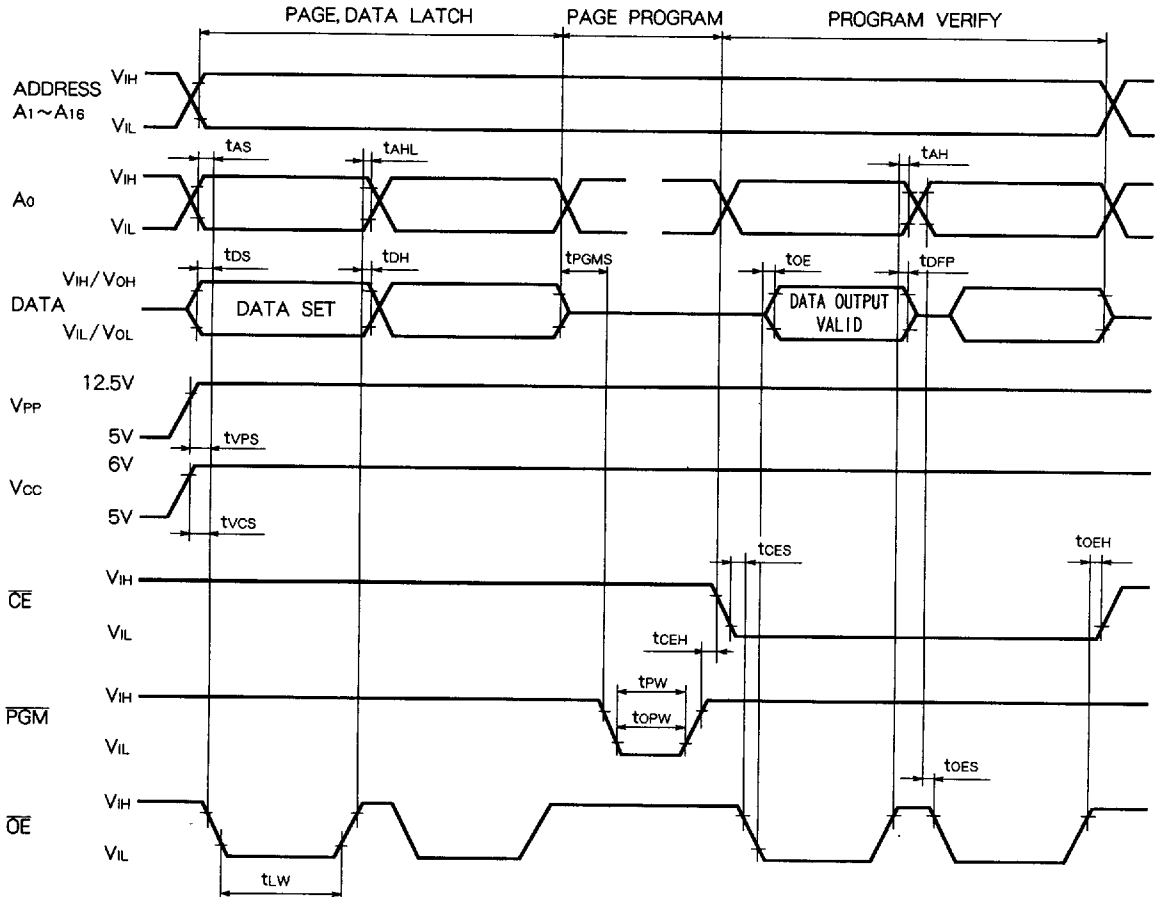 PAGE, DATA LATCH PAGE PROGRAM PROGRAM VERIFY
ADDRESS
A1~A16
VIH
VIL
tAS tAHL tAH
A0
VIH
VIL
tDS tDH tPGMS tOE tDFP
DATA
VIH/VOH
VIL/VOL
DATA SET
DATA OUTPUT
VALID
VPP
12.5V
5V
tVPS
VCC
6V
5V
tVCS
tCES tOEH
CE
VIH
VIL
tCEH
PGM
VIH
VIL
tPW
tOPW
tOES
OE
VIH
VIL
tLW